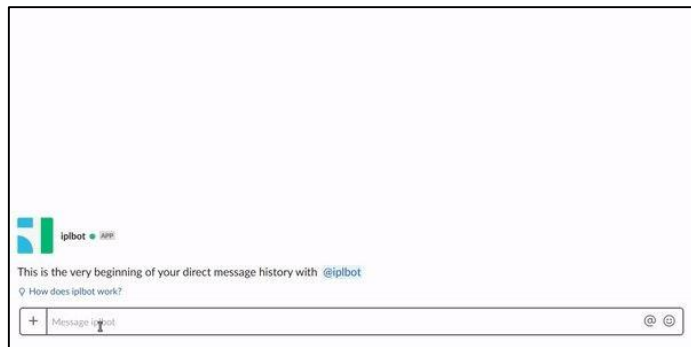 iplbot APP
This is the very beginning of your direct message history with @iplbot
How does iplbot work?
Message iplbot